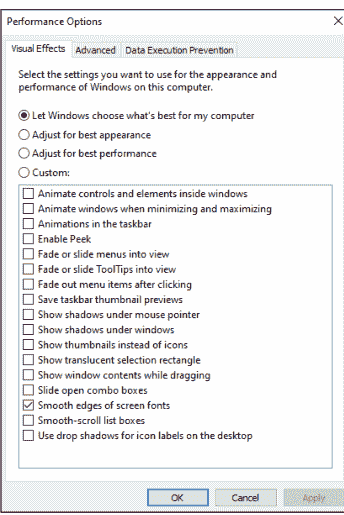 Performance Options
Visual Effects Advanced Data Execution Prevention
Select the settings you want to use for the appearance and
performance of Windows on this computer.
Let Windows choose what's best for my computer
Adjust for best appearance
Adjust for best performance
Custom:
Animate controls and elements inside windows
Animate windows when minimizing and maximizing
Animations in the taskbar
Enable Peek
Fade or slide menus into view
Fade or slide ToolTips into view
Fade out menu items after clicking
Save taskbar thumbnail previews
Show shadows under mouse pointer
Show shadows under windows
Show thumbnails instead of icons
Show translucent selection rectangle
Show window contents while dragging
Slide open combo boxes
Smooth edges of screen fonts
Smooth-scroll list boxes
Use drop shadows for icon labels on the desktop
OK Cancel Apply